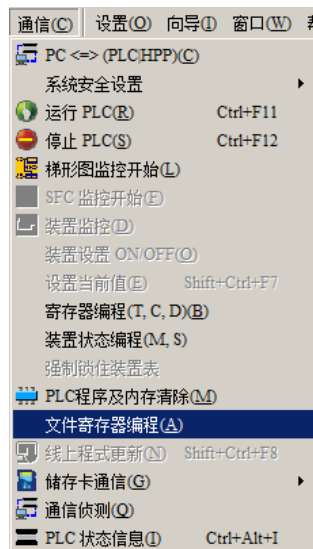 通信(C) 设置(O) 向导(I) 窗口(W)
PC <=> (PLC|HPP)(C)
系统安全设置
运行 PLC(R) Ctrl+F11
停止 PLC(S) Ctrl+F12
梯形图监控开始(L)
SFC 监控开始(F)
装置监控(D)
装置设置 ON/OFF(O)
设置当前值(E) Shift+Ctrl+F7
寄存器编程(T, C, D)(B)
装置状态编程(M, S)
强制锁住装置表
PLC程序及内存清除(M)
文件寄存器编程(A)
线上程式更新(N) Shift+Ctrl+F8
储存卡通信(G)
通信侦测(Q)
PLC 状态信息(I) Ctrl+Alt+I